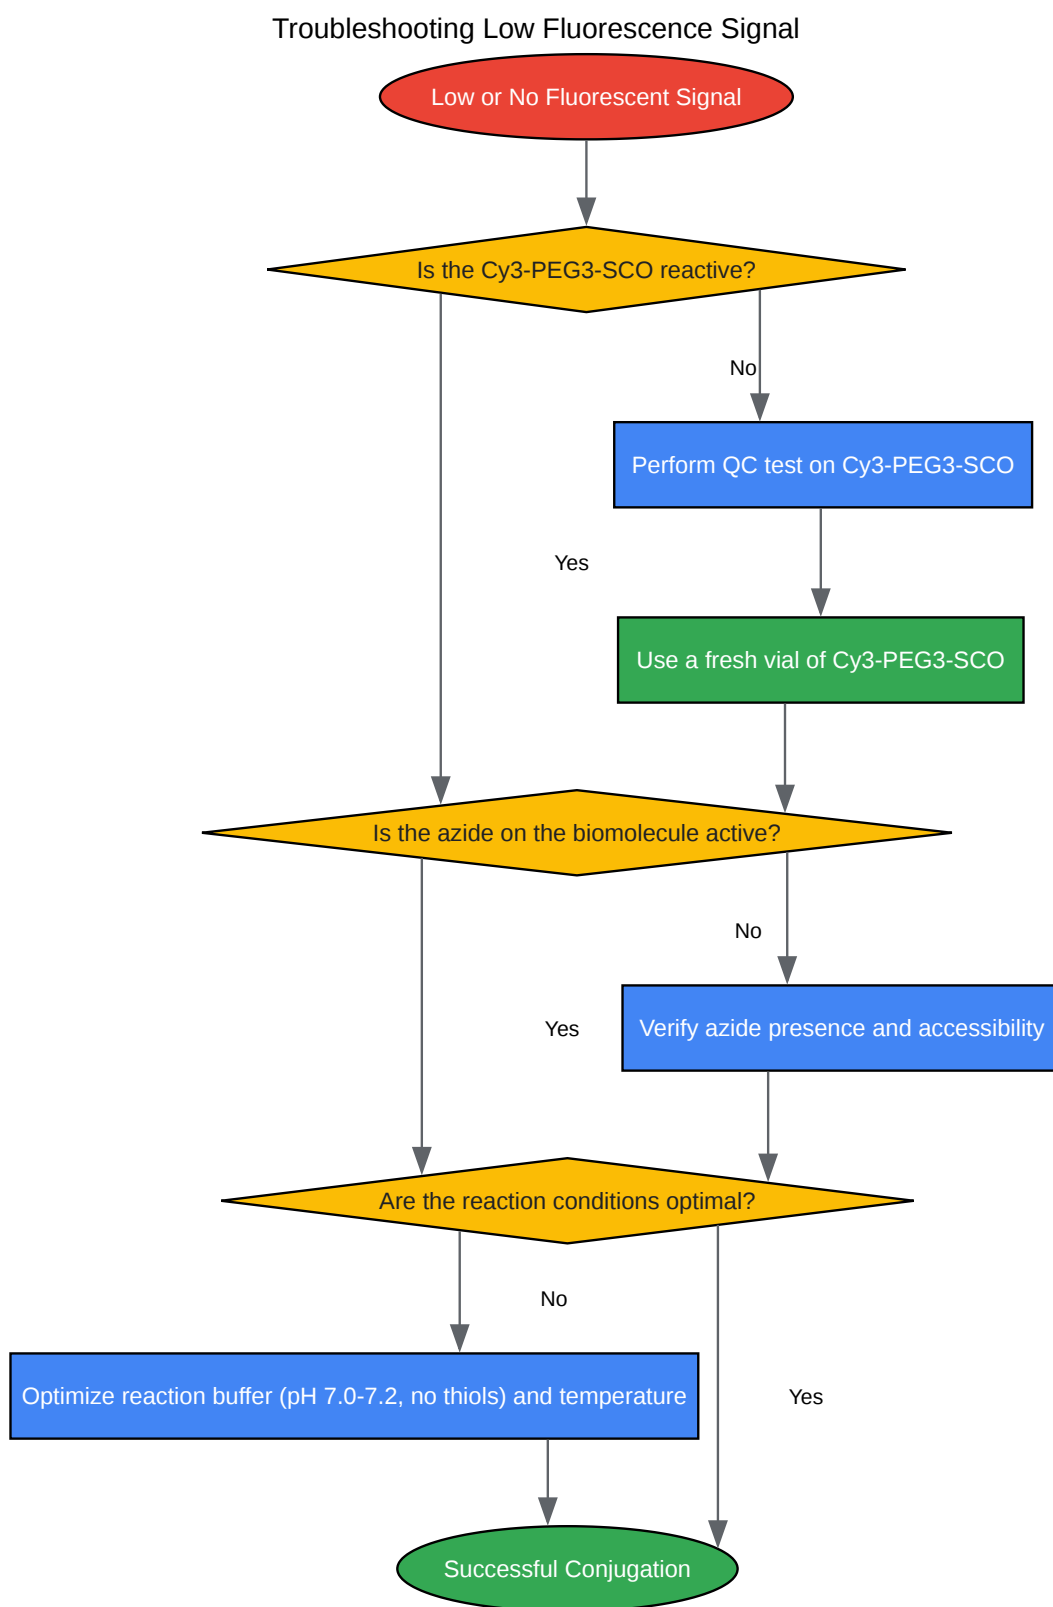 Troubleshooting Low Fluorescence Signal
Low or No Fluorescent Signal
Is the Cy3-PEG3-SCO reactive?
No
Perform QC test on Cy3-PEG3-SCO
Yes
Use a fresh vial of Cy3-PEG3-SCO
Is the azide on the biomolecule active?
No
Yes
Verify azide presence and accessibility
Are the reaction conditions optimal?
No
Optimize reaction buffer (pH 7.0-7.2, no thiols) and temperature
Yes
Successful Conjugation